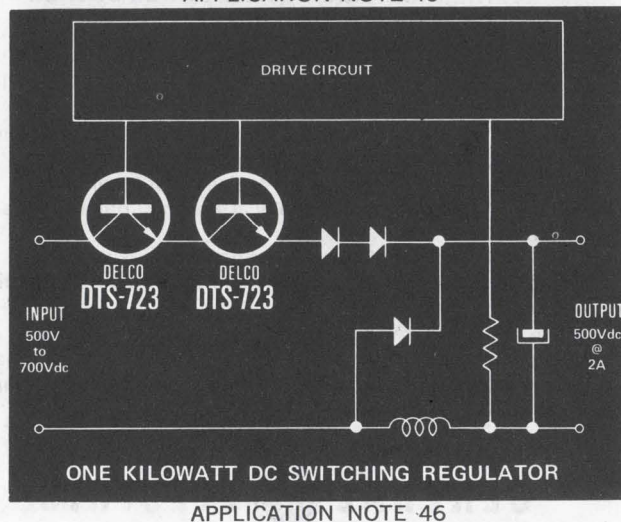 DRIVE CIRCUIT
DELCO
DTS-723
DELCO
DTS-723
INPUT
500V
to
700Vdc
OUTPUT
500Vdc
@
2A
ONE KILOWATT DC SWITCHING REGULATOR
APPLICATION NOTE 46